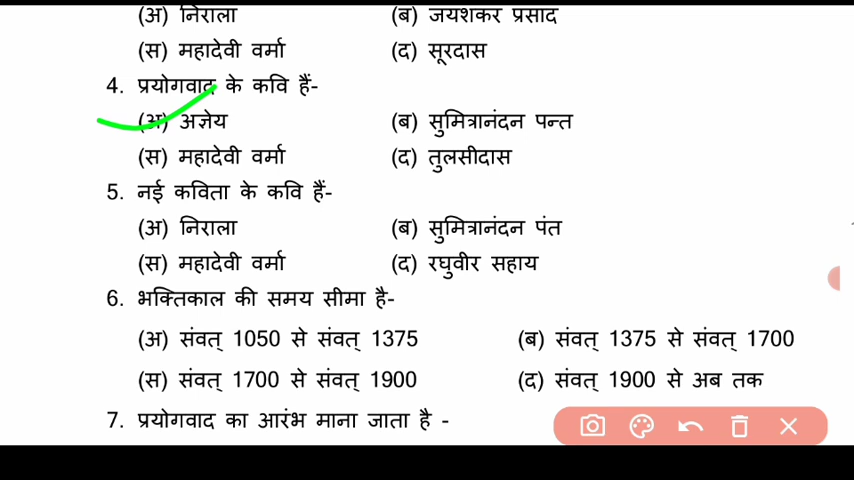 (अ) निराला (ब) जयशकर प्रसाद
(स) महादेवी वर्मा (द) सूरदास
4. प्रयोगवाद के कवि हैं-
(अ) अज्ञेय (ब) सुमित्रानंदन पन्त
(स) महादेवी वर्मा (द) तुलसीदास
5. नई कविता के कवि हैं-
(अ) निराला (ब) सुमित्रानंदन पंत
(स) महादेवी वर्मा (द) रघुवीर सहाय
6. भक्तिकाल की समय सीमा है-
(अ) संवत् 1050 से संवत् 1375 (ब) संवत् 1375 से संवत् 1700
(स) संवत् 1700 से संवत् 1900 (द) संवत् 1900 से अब तक
7. प्रयोगवाद का आरंभ माना जाता है -